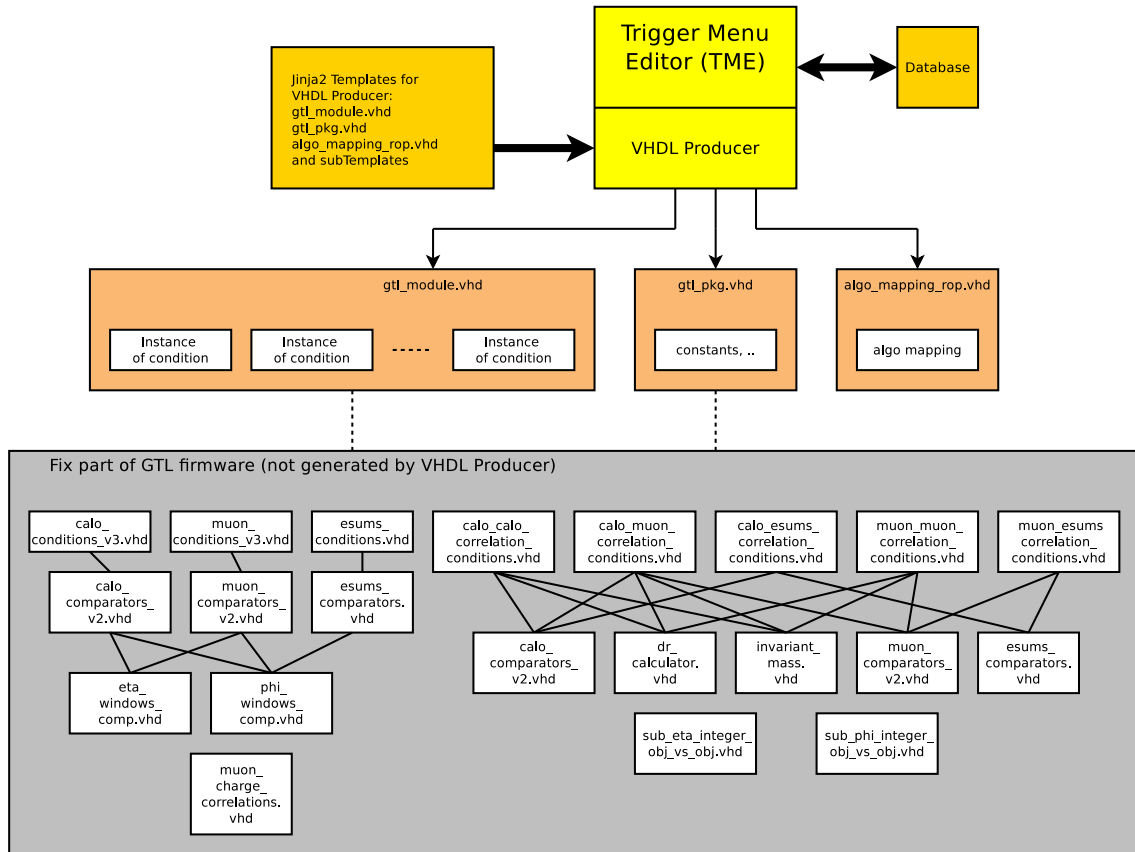 Trigger Menu
Editor (TME)
Database
Jinja2 Templates for
VHDL Producer:
gtl_module.vhd
gtl_pkg.vhd
algo_mapping_rop.vhd
and subTemplates
VHDL Producer
gtl_module.vhd
Instance
of condition
Instance
of condition
Instance
of condition
gtl_pkg.vhd
constants, ..
algo_mapping_rop.vhd
algo mapping
Fix part of GTL firmware (not generated by VHDL Producer)
calo_
conditions_v3.vhd
muon_
conditions_v3.vhd
esums_
conditions.vhd
calo_calo_
correlation_
conditions.vhd
calo_muon_
correlation_
conditions.vhd
calo_esums_
correlation_
conditions.vhd
muon_muon_
correlation_
conditions.vhd
muon_esums
correlation_
conditions.vhd
calo_
comparators_
v2.vhd
muon_
comparators_
v2.vhd
esums_
comparators.
vhd
calo_
comparators_
v2.vhd
dr_
calculator.
vhd
invariant_
mass.
vhd
muon_
comparators_
v2.vhd
esums_
comparators.
vhd
eta_
windows_
comp.vhd
phi_
windows_
comp.vhd
sub_eta_integer_
obj_vs_obj.vhd
sub_phi_integer_
obj_vs_obj.vhd
muon_
charge_
correlations.
vhd